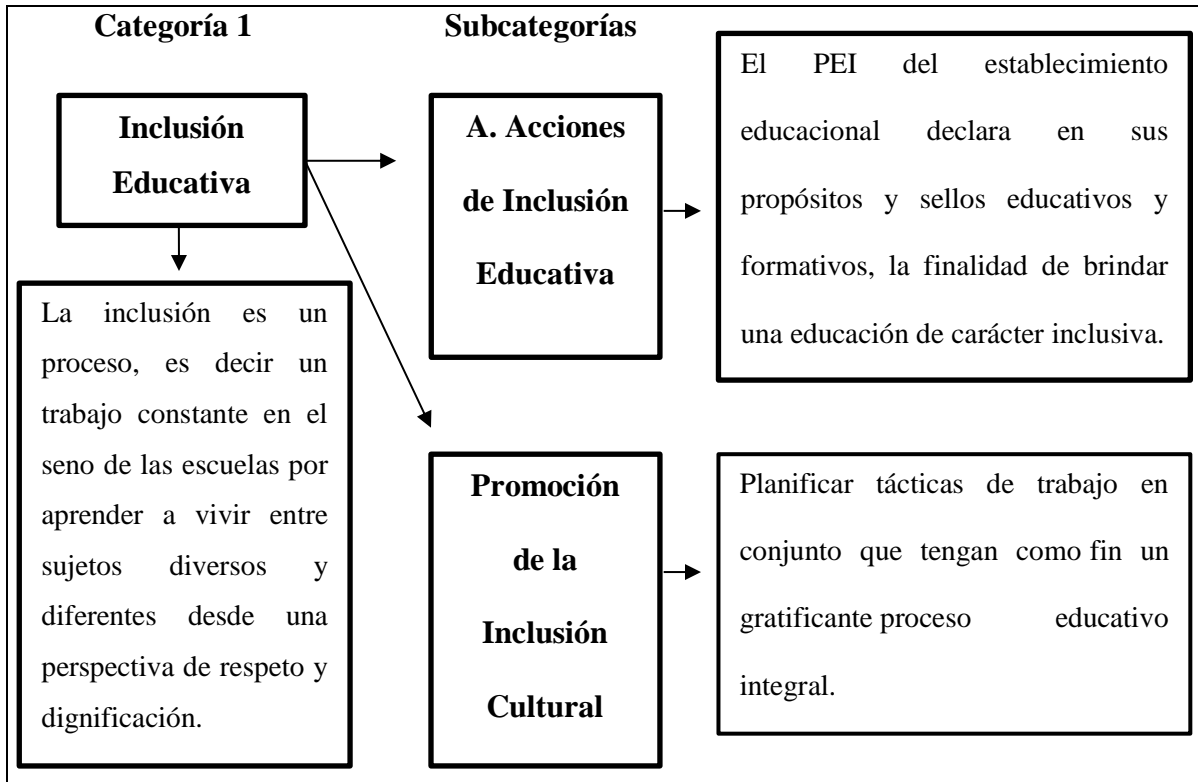 Categoría 1
Subcategorías
Inclusión
Educativa
La inclusión es un
proceso, es decir un
trabajo constante en el
seno de las escuelas por
aprender a vivir entre
sujetos diversos y
diferentes desde una
perspectiva de respeto y
dignificación.
A. Acciones
de Inclusión
Educativa
El PEI del establecimiento
educacional declara en sus
propósitos y sellos educativos y
formativos, la finalidad de brindar
una educación de carácter inclusiva.
Promoción
de la
Inclusión
Cultural
Planificar tácticas de trabajo en
conjunto que tengan como fin un
gratificante proceso educativo
integral.